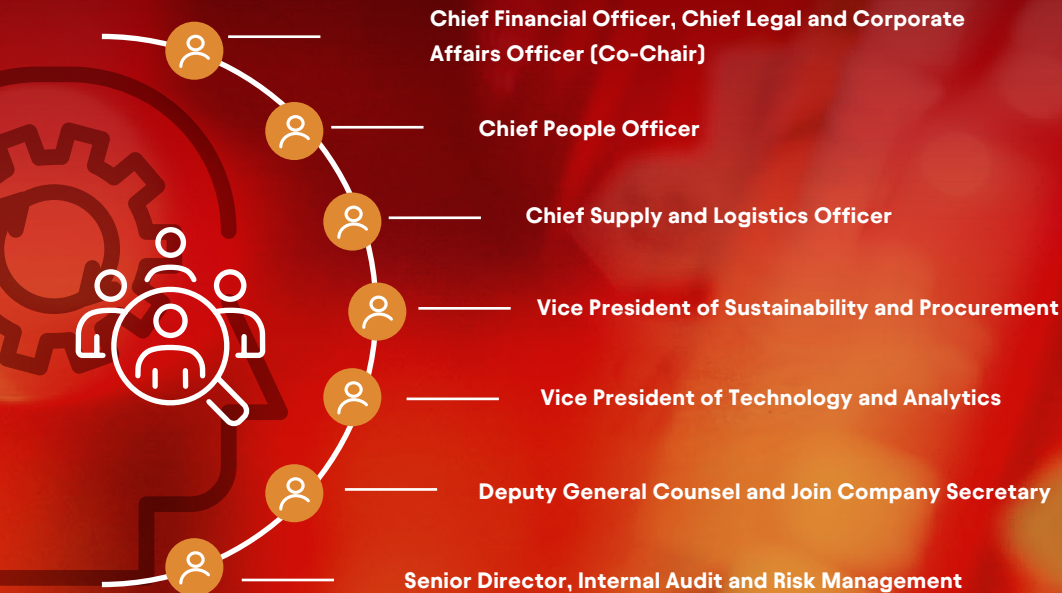 Chief Financial Officer, Chief Legal and Corporate
Affairs Officer (Co-Chair)
Chief People Officer
Chief Supply and Logistics Officer
Vice President of Sustainability and Procurement
Vice President of Technology and Analytics
Deputy General Counsel and Join Company Secretary
Senior Director, Internal Audit and Risk Management